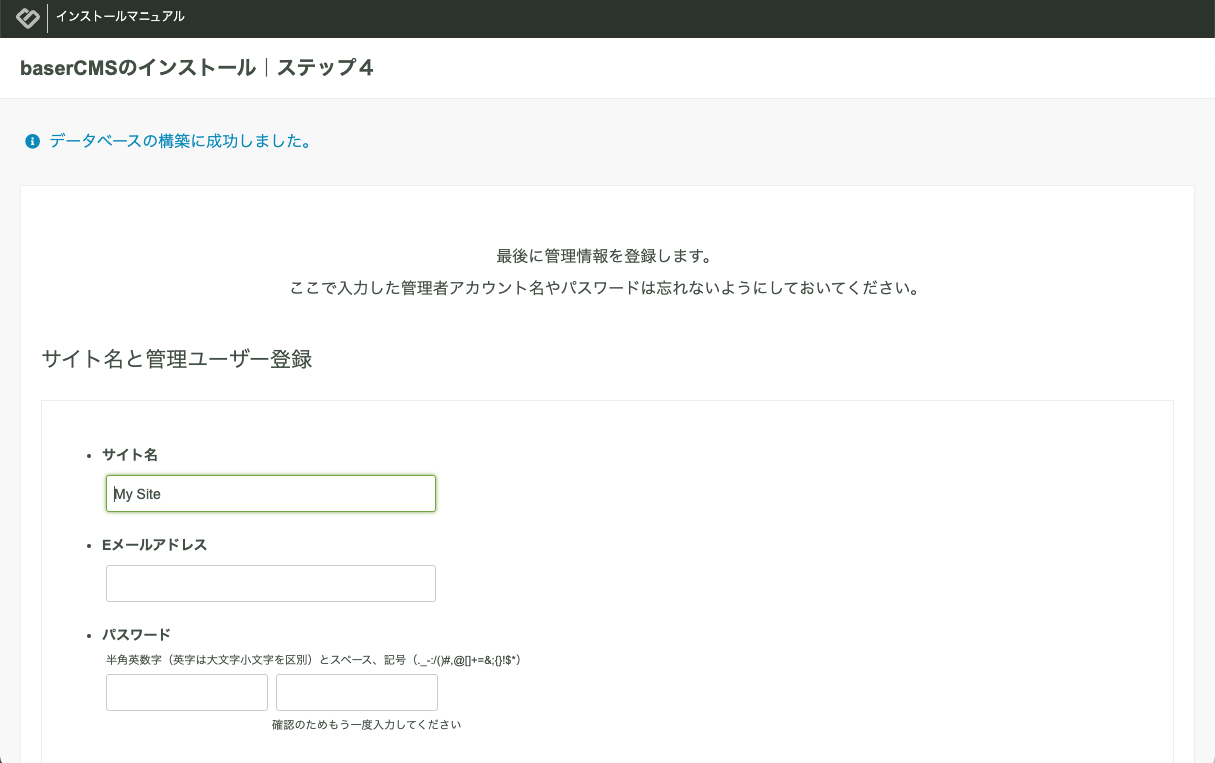 インストールマニュアル
baserCMSのインストール｜ステップ４
データベースの構築に成功しました。
最後に管理情報を登録します。
ここで入力した管理者アカウント名やパスワードは忘れないようにしておいてください。
サイト名と管理ユーザー登録
サイト名
My Site
Eメールアドレス
パスワード
半角英数字（英字は大文字小文字を区別）とスペース、記号（._-:/()#,@[]+=&;{}!$*）
確認のためもう一度入力してください